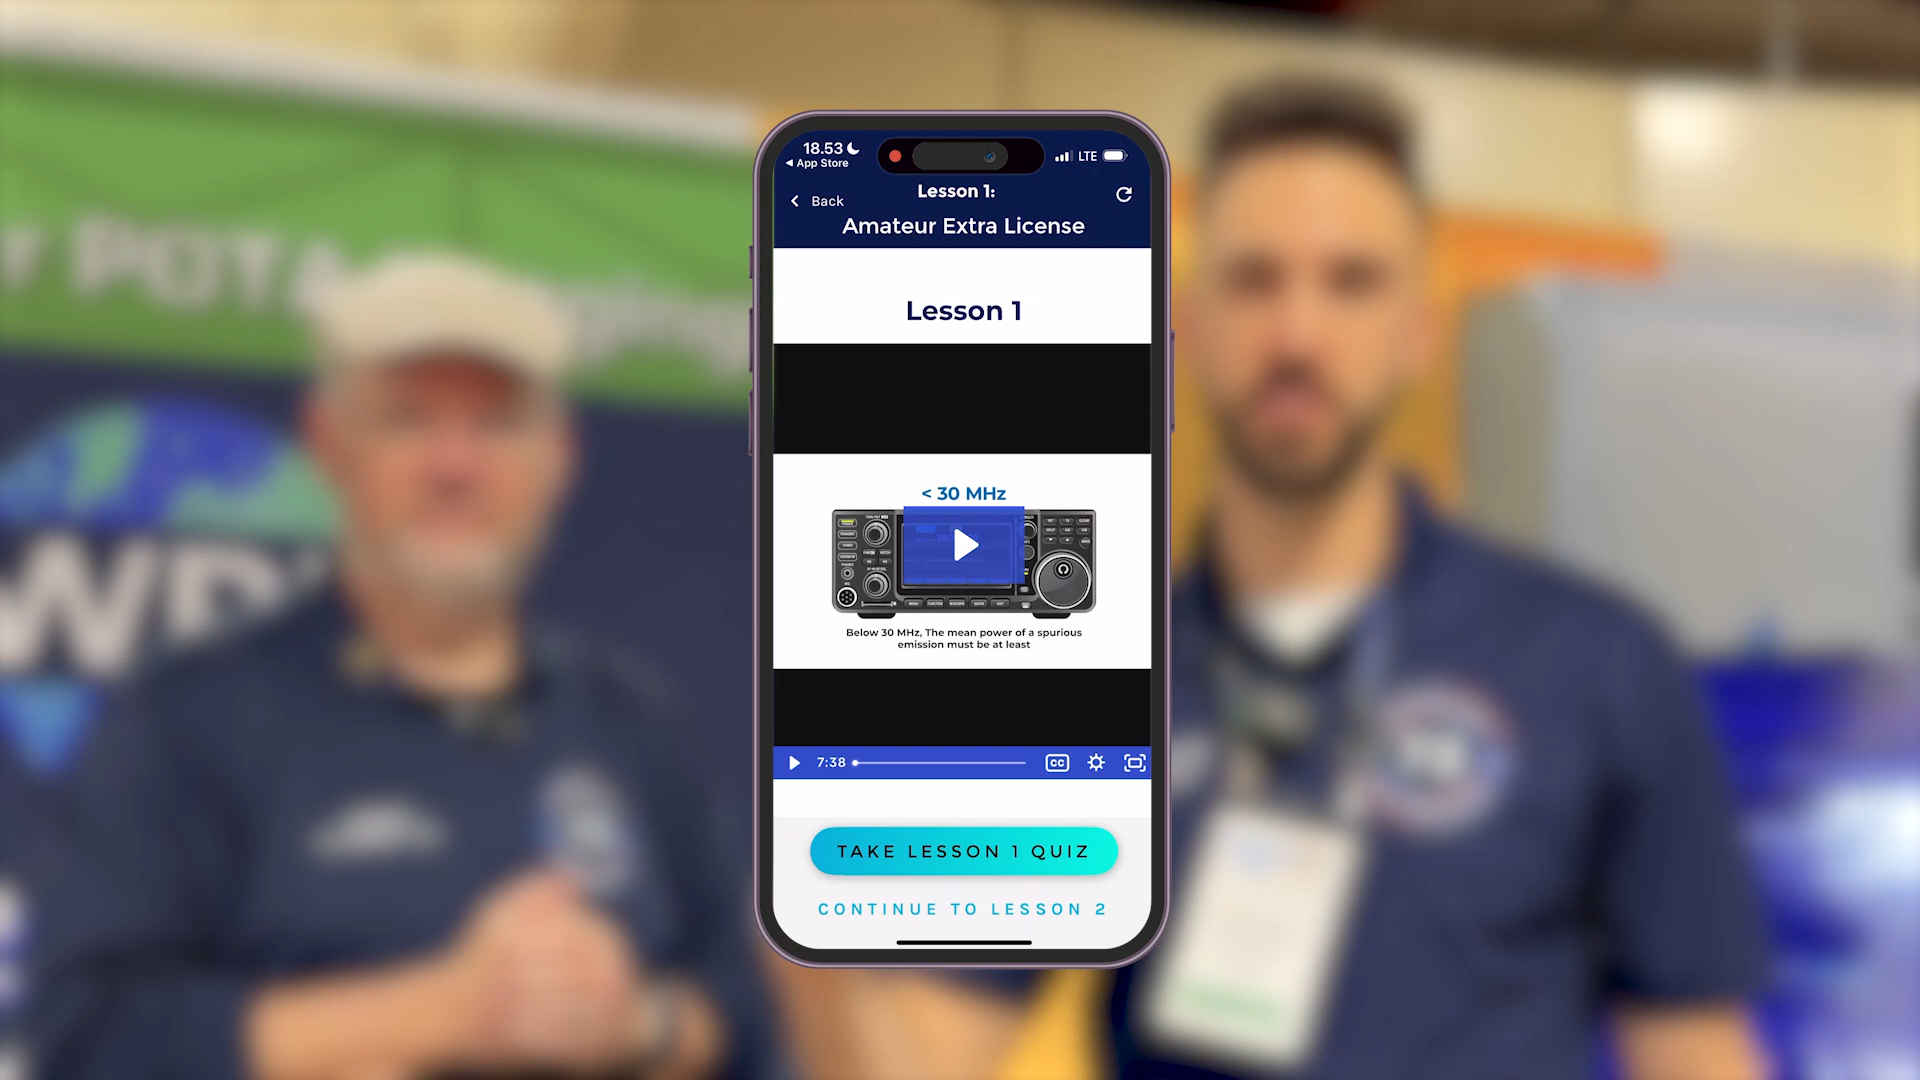 POTA
18.53
App Store
LTE
Back
Lesson 1:
Amateur Extra License
Lesson 1
< 30 MHz
Below 30 MHz, The mean power of a spurious
emission must be at least
7:38
CC
TAKE LESSON 1 QUIZ
CONTINUE TO LESSON 2